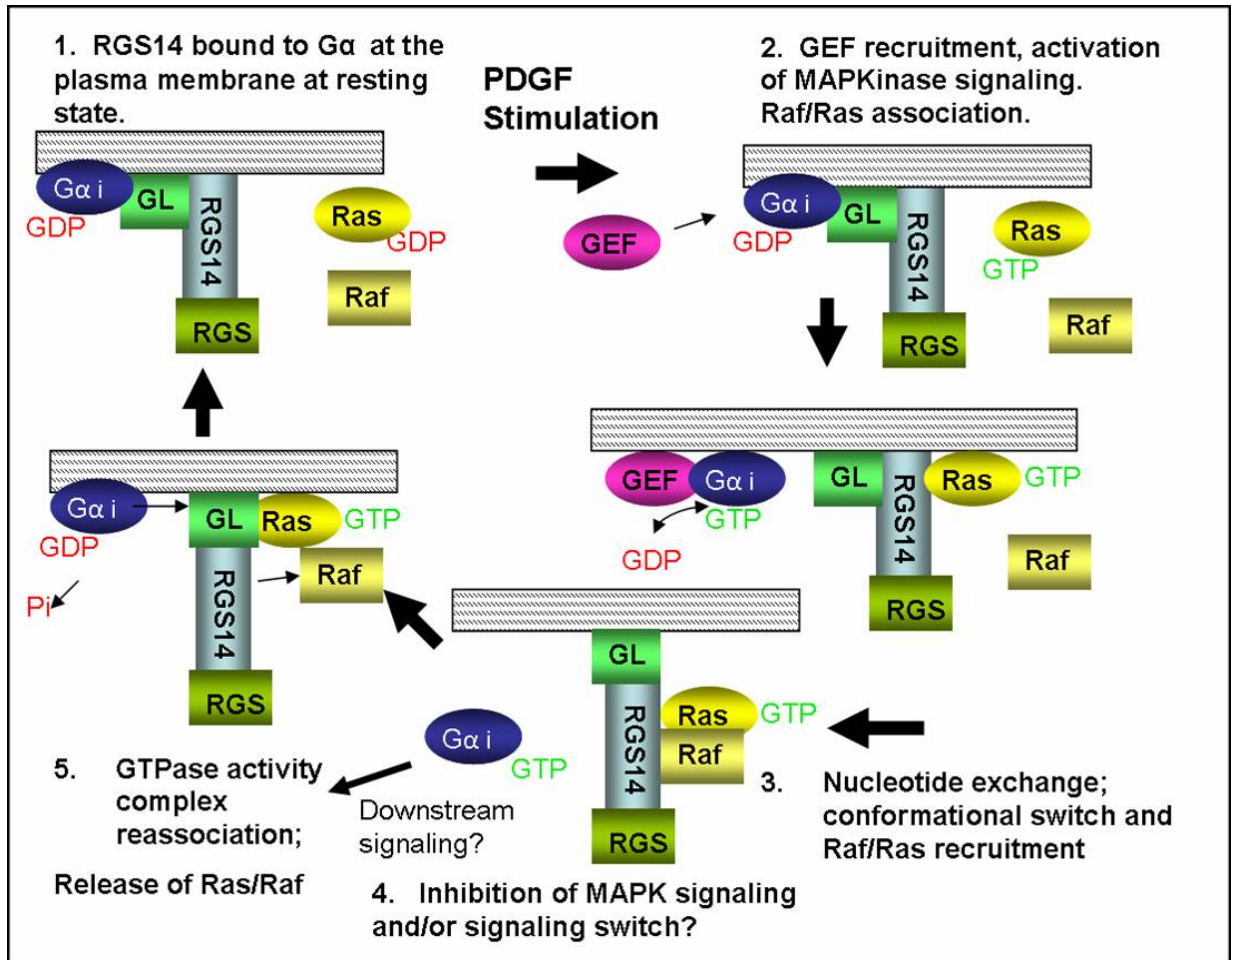 1. RGS14 bound to Gα at the
plasma membrane at resting
state.
Gα i
GL
RGS14
RGS
GDP
Ras
GDP
Raf
PDGF
Stimulation
2. GEF recruitment, activation
of MAPKinase signaling.
Raf/Ras association.
GEF
Gα i
GL
RGS14
RGS
GDP
Ras
GTP
Raf
GEF
Gα i
GTP
GDP
GL
RGS14
RGS
Ras
GTP
Raf
3. Nucleotide exchange;
conformational switch and
Raf/Ras recruitment
GL
RGS14
RGS
Ras
GTP
Raf
Gα i
GTP
Downstream
signaling?
4. Inhibition of MAPK signaling
and/or signaling switch?
Gα i
GDP
Pi
GL
Ras
GTP
Raf
RGS14
RGS
5. GTPase activity
complex
reassociation;
Release of Ras/Raf